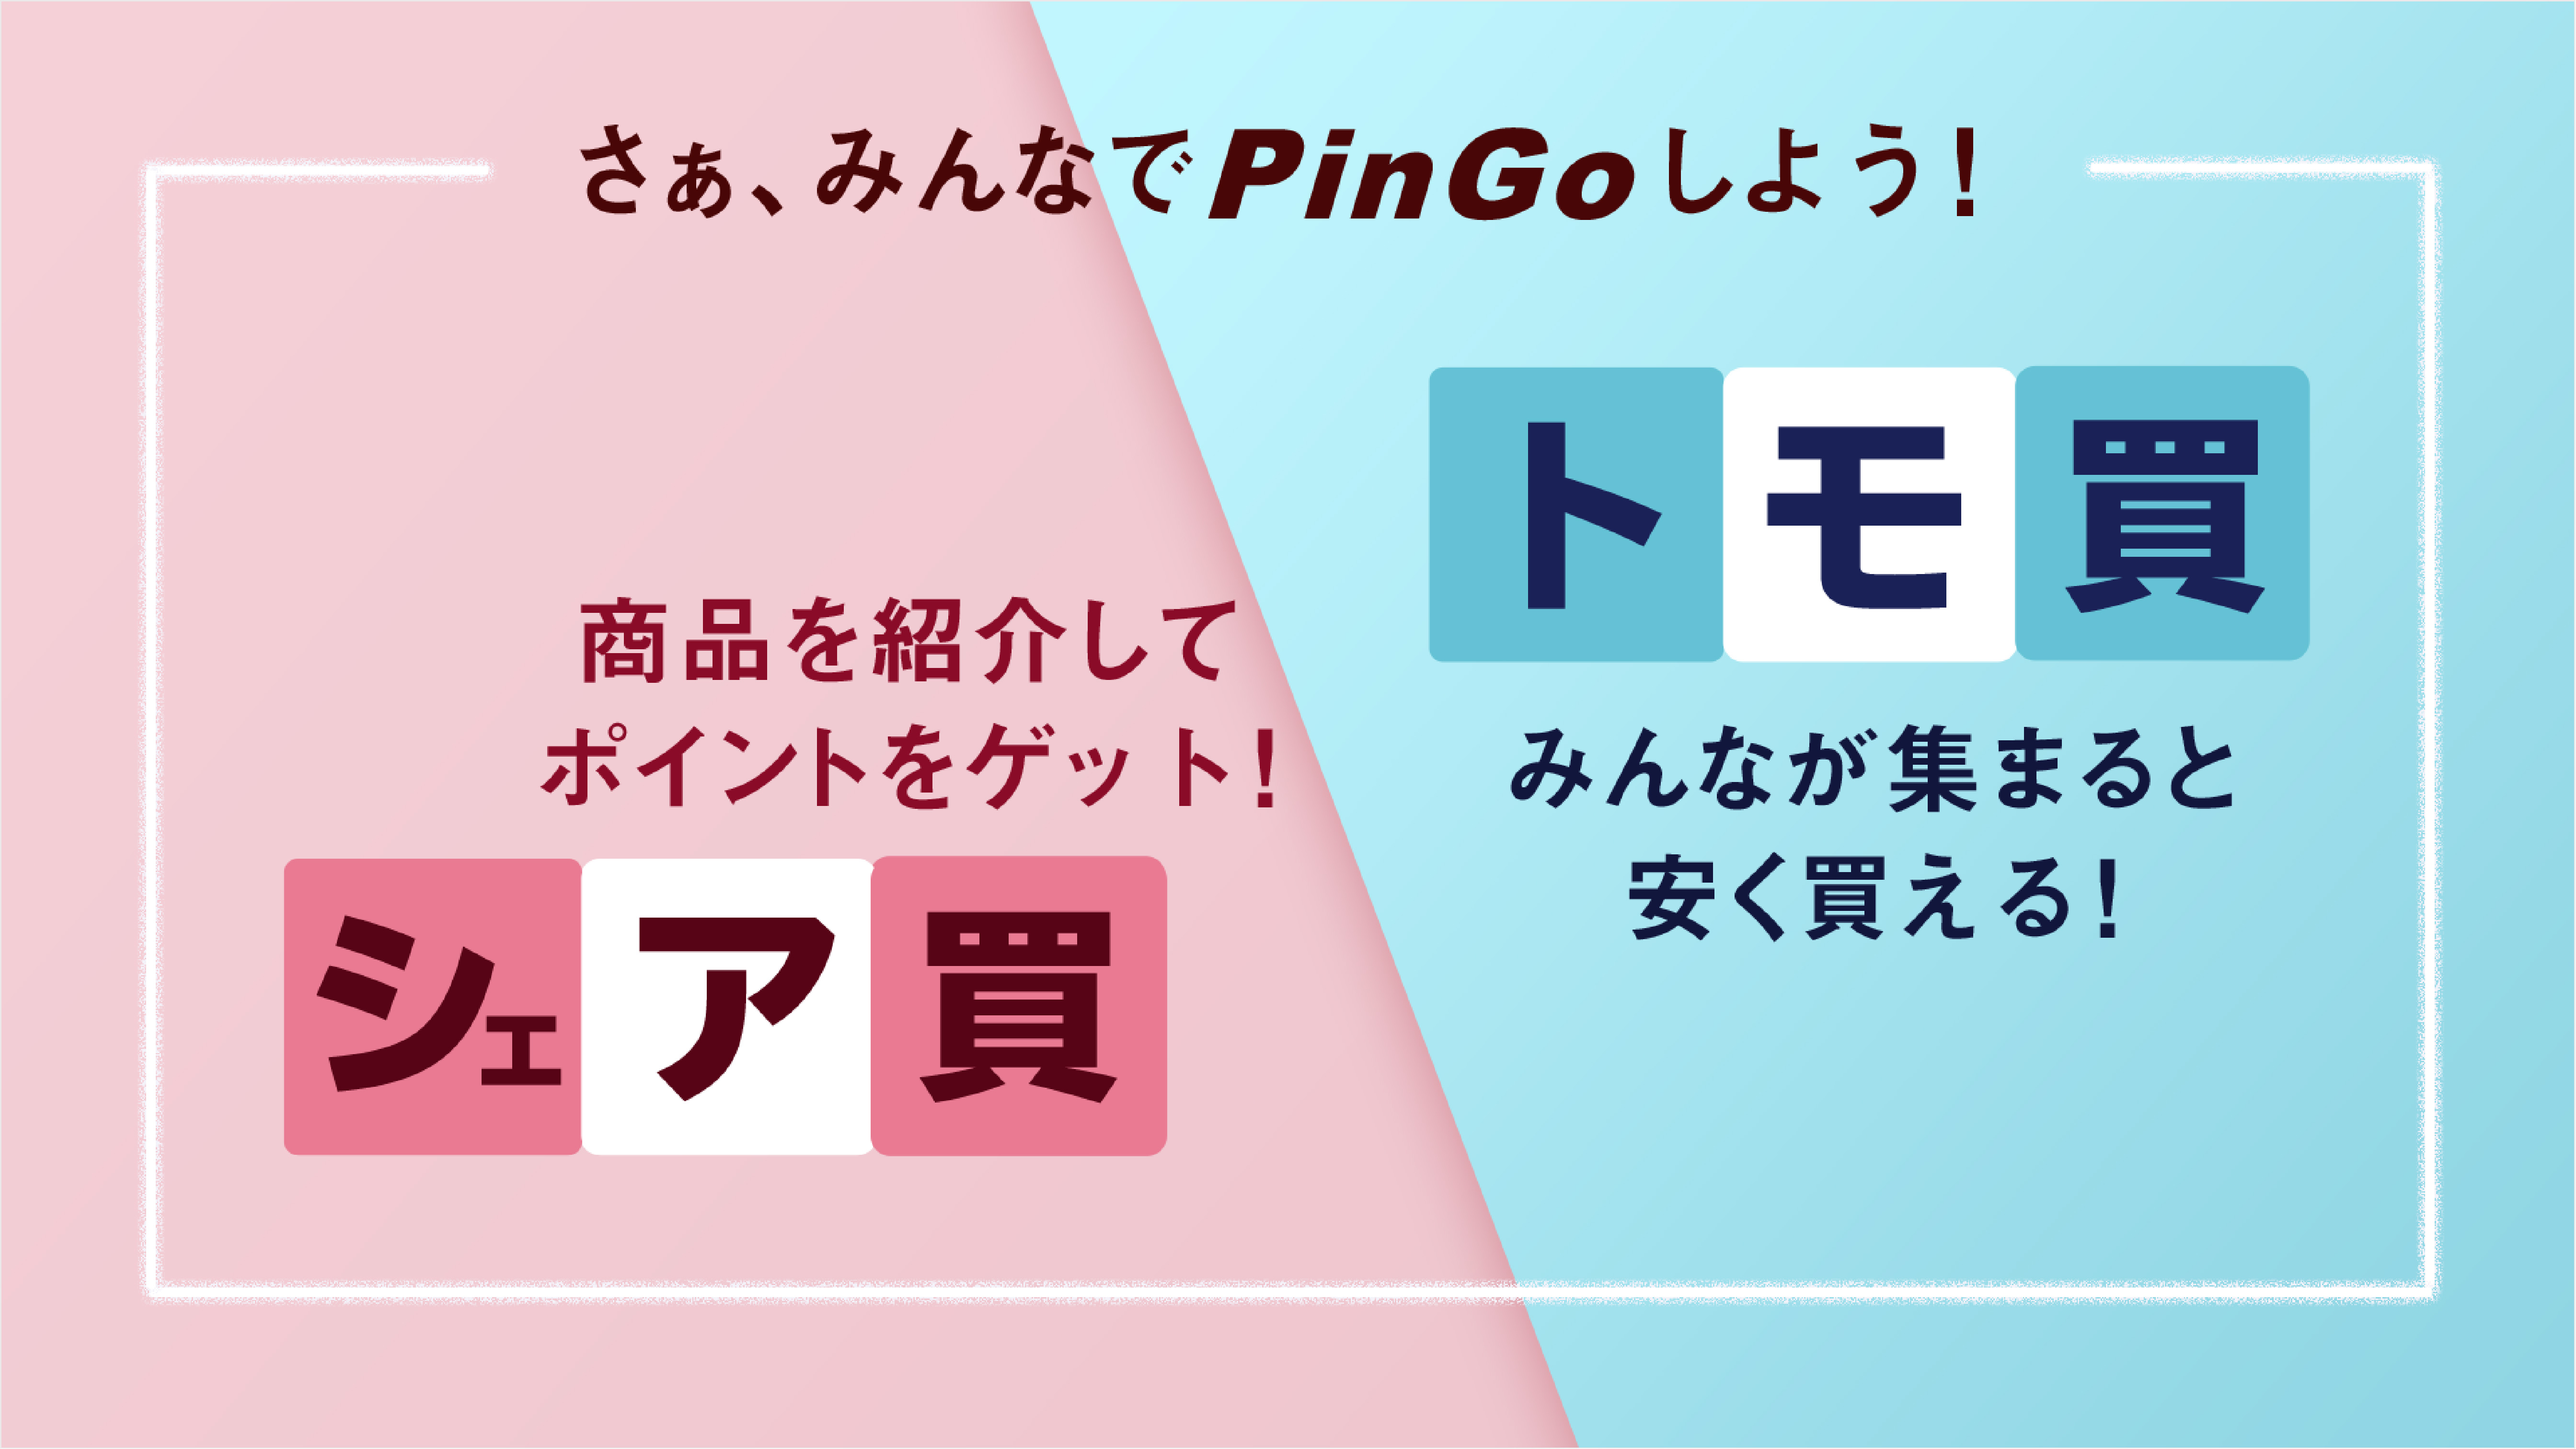 さぁ、みんなでPinGoしよう！
商品を紹介して
ポイントをゲット！
シェア買
トモ買
みんなが集まると
安く買える！